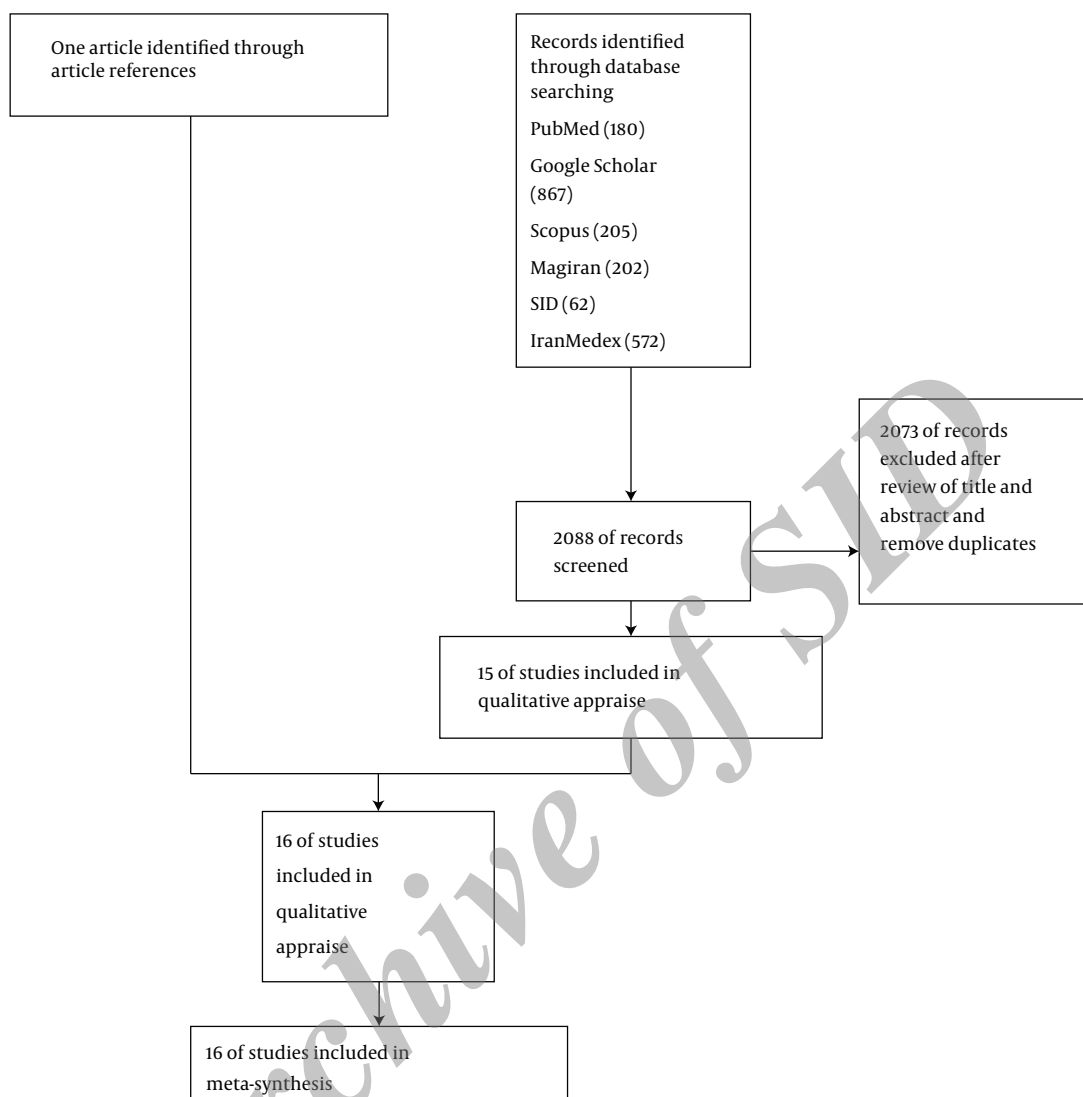 One article identified through
article references
Records identified
through database
searching
PubMed (180)
Google Scholar
(867)
Scopus (205)
Magiran (202)
SID (62)
IranMedex (572)
2073 of records
excluded after
review of title and
abstract and
remove duplicates
2088 of records
screened
15 of studies included in
qualitative appraise
16 of studies
included in
qualitative
appraise
16 of studies included in
meta-synthesis
rchive of SID